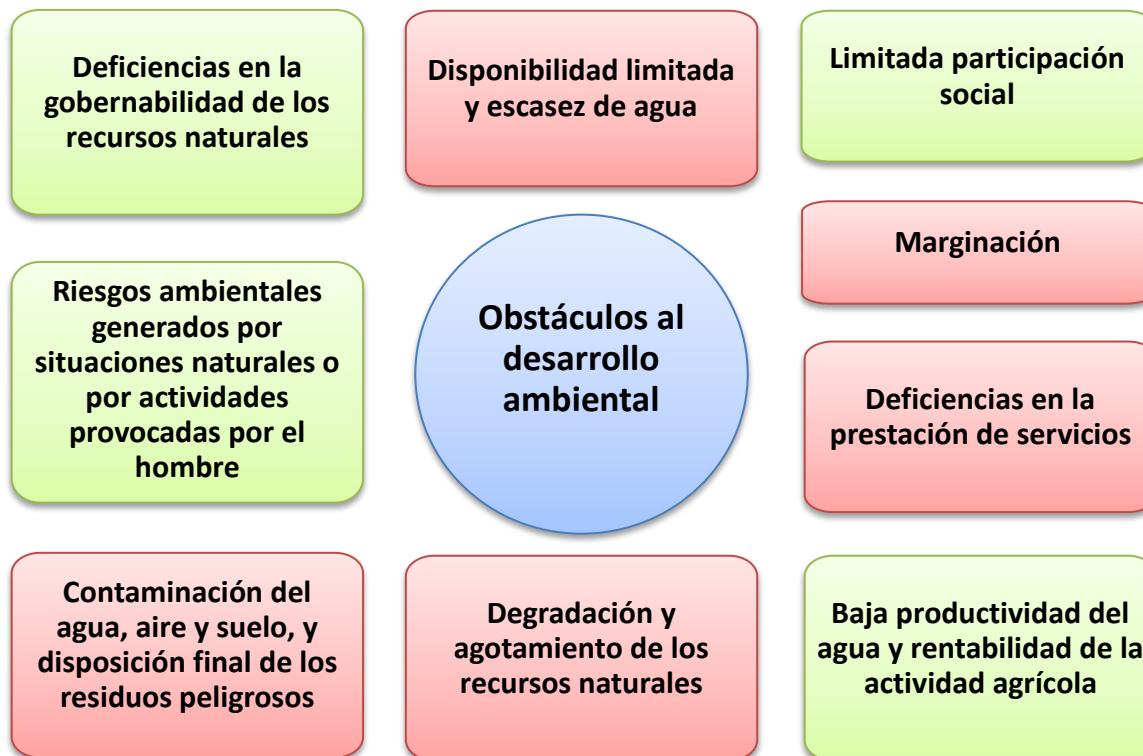 Deficiencias en la
gobernabilidad de los
recursos naturales
Disponibilidad limitada
y escasez de agua
Limitada participación
social
Marginación
Riesgos ambientales
generados por
situaciones naturales o
por actividades
provocadas por el
hombre
Obstáculos al
desarrollo
ambiental
Deficiencias en la
prestación de servicios
Contaminación del
agua, aire y suelo, y
disposición final de los
residuos peligrosos
Degradación y
agotamiento de los
recursos naturales
Baja productividad del
agua y rentabilidad de la
actividad agrícola